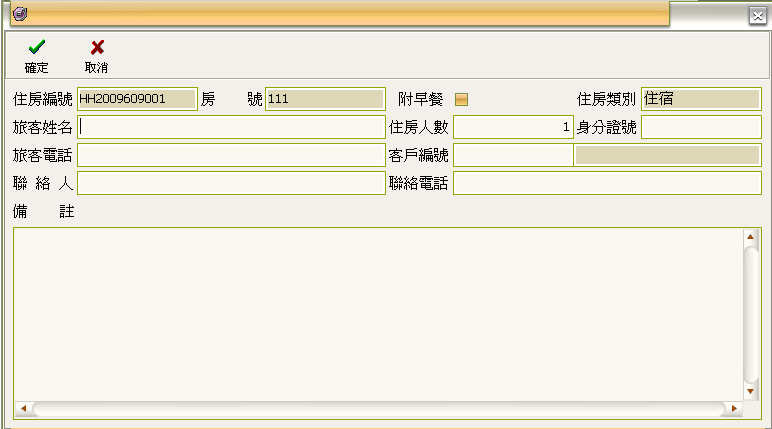 確定 取消
住房編號 HH2009609001 房 號 111 附早餐 住房類別 住宿
旅客姓名 住房人數 1 身分證號
旅客電話 客戶編號
聯絡人 聯絡電話
備 註